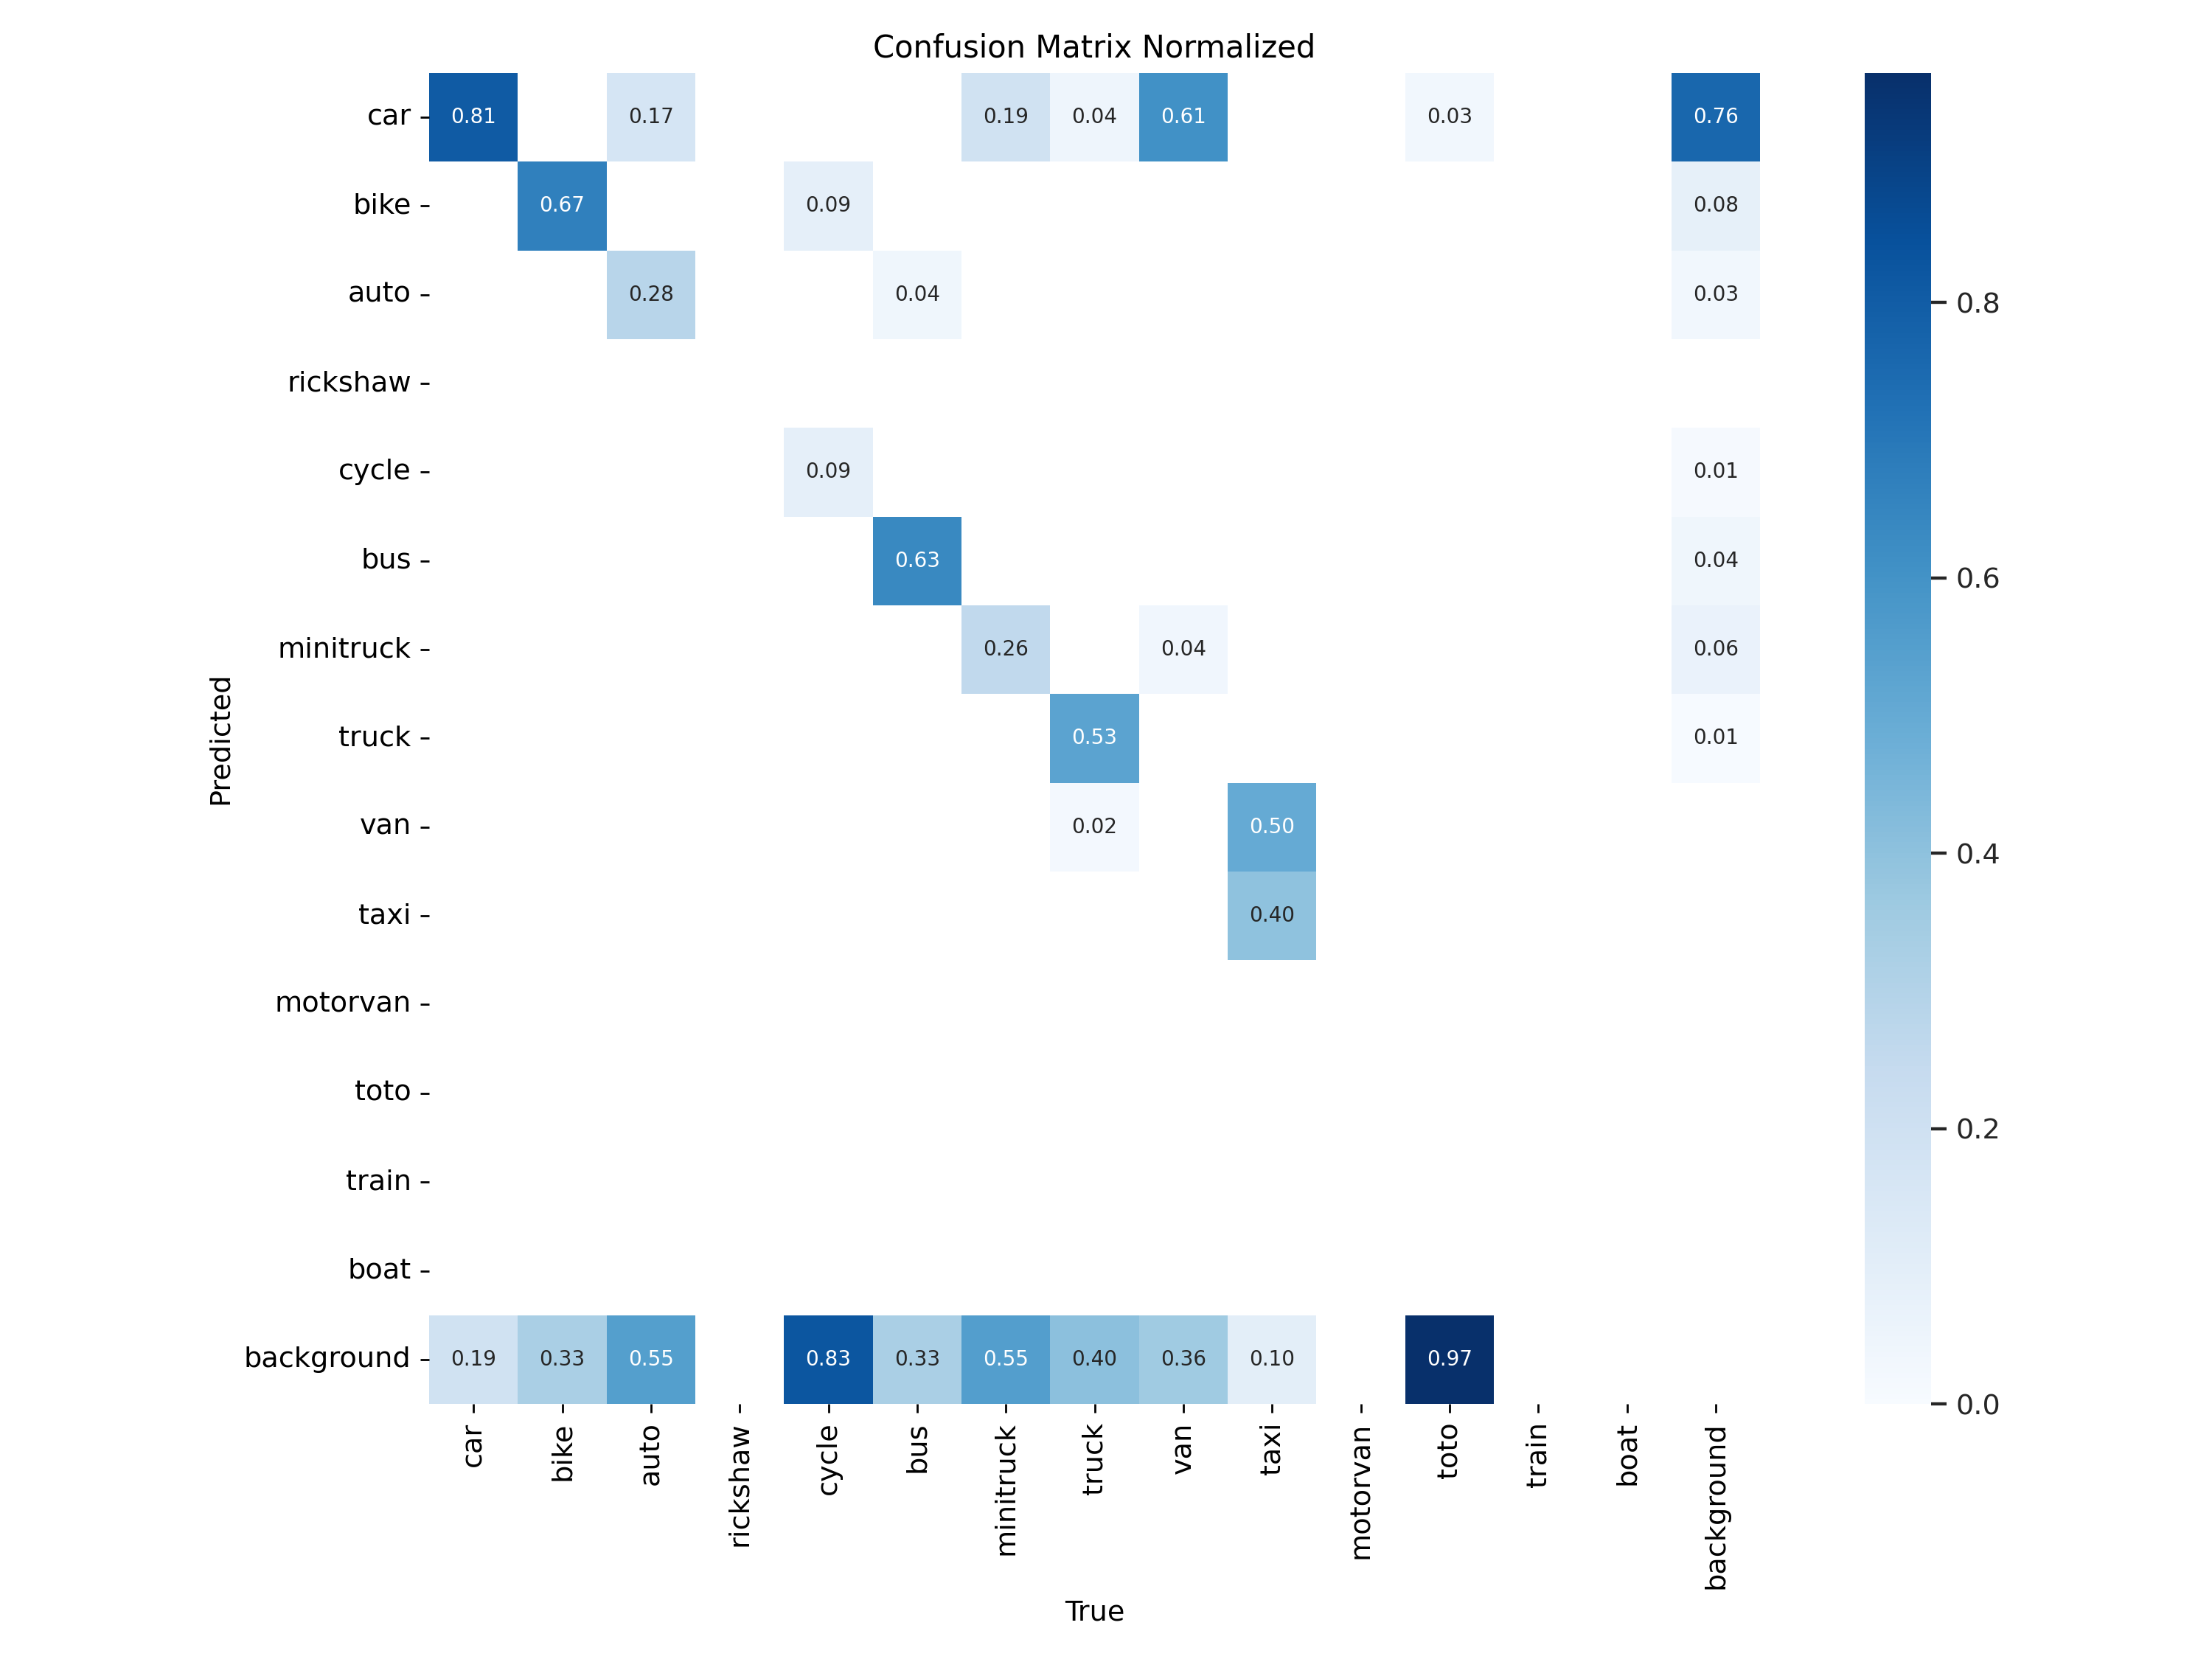 Confusion Matrix Normalized
car 0.81 0.17 0.19 0.04 0.61 0.03 0.76
bike 0.67 0.09 0.08
auto 0.28 0.04 0.03
0.8
rickshaw
cycle 0.09 0.01
bus 0.63 0.04
0.6
minitruck 0.26 0.04 0.06
Predicted
truck 0.53 0.01
van 0.02 0.50
0.4
taxi 0.40
motorvan
toto
0.2
train
boat
background 0.19 0.33 0.55 0.83 0.33 0.55 0.40 0.36 0.10 0.97
0.0
car bike auto rickshaw cycle bus minitruck truck van taxi motorvan toto train boat background
True